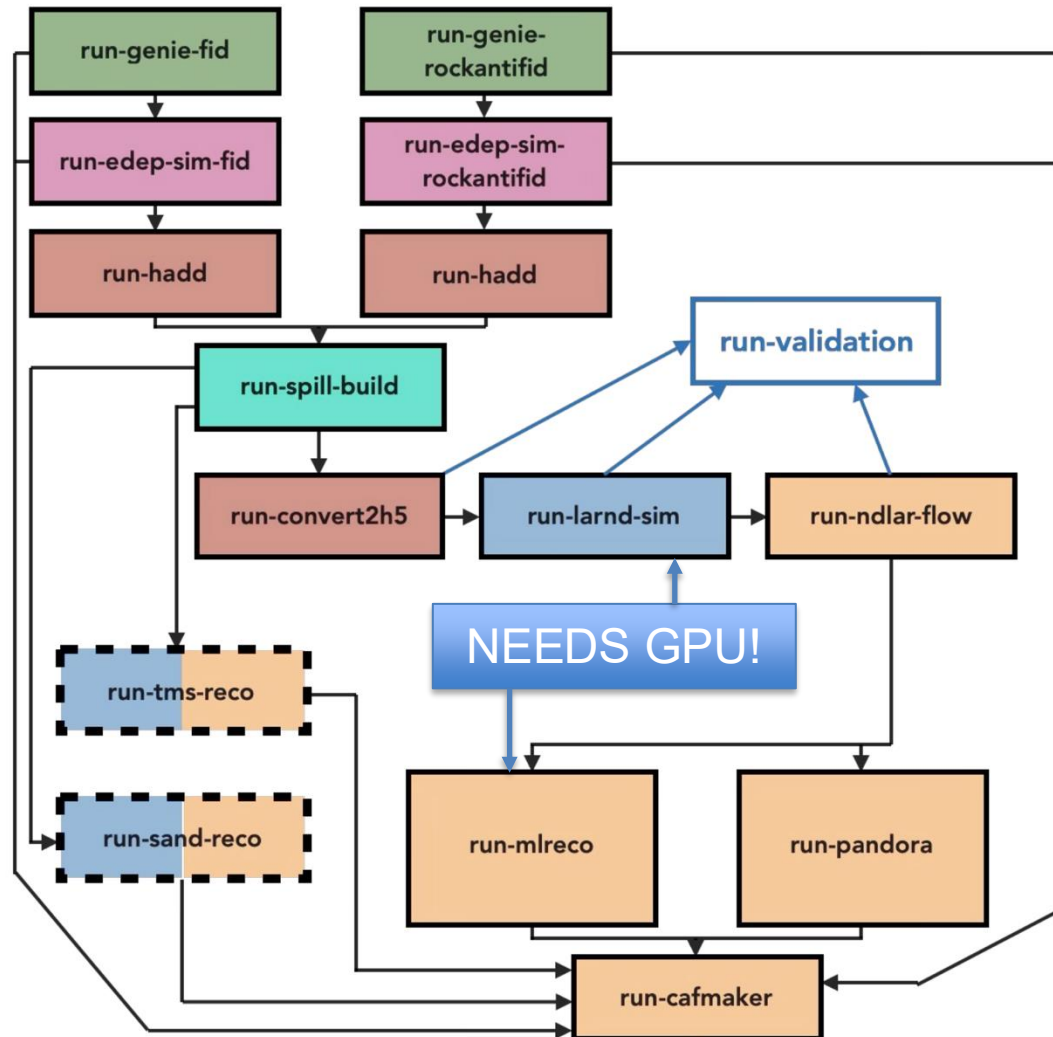 run-genie-fid
run-genie-
rockantifid
run-edep-sim-fid
run-edep-sim-
rockantifid
run-hadd
run-hadd
run-validation
run-spill-build
run-convert2h5
run-larnd-sim
run-ndlar-flow
NEEDS GPU!
run-tms-reco
run-sand-reco
run-mlreco
run-pandora
run-cafmaker